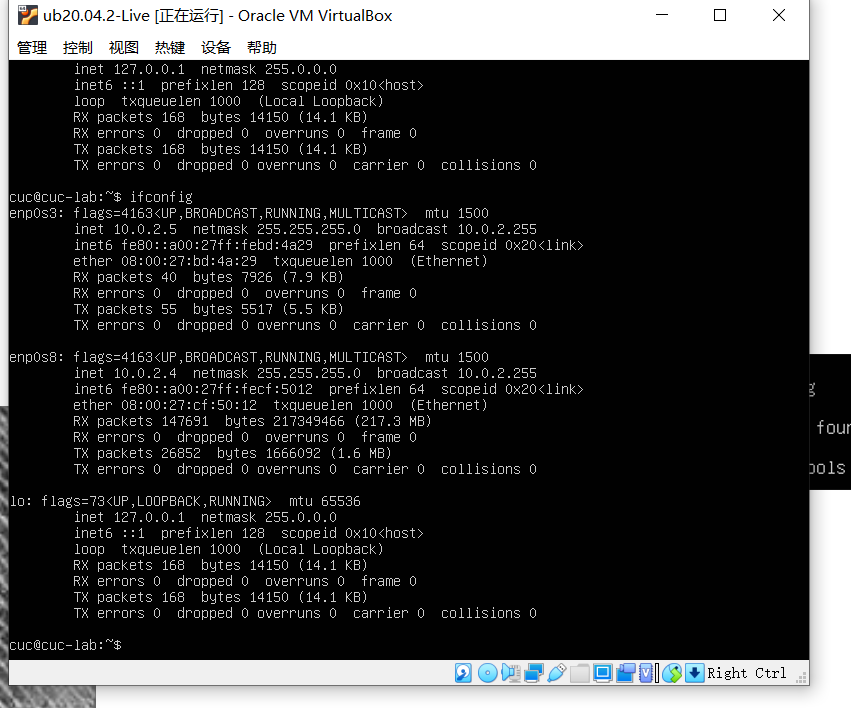 ub20.04.2-Live [正在运行] - Oracle VM VirtualBox
管理 控制 视图 热键 设备 帮助
inet 127.0.0.1 netmask 255.0.0.0
inet6 ::1 prefixlen 128 scopeid 0x10<host>
loop txqueuelen 1000 (Local Loopback)
RX packets 168 bytes 14150 (14.1 KB)
RX errors 0 dropped 0 overruns 0 frame 0
TX packets 168 bytes 14150 (14.1 KB)
TX errors 0 dropped 0 overruns 0 carrier 0 collisions 0
cuc@cuc-lab:~$ ifconfig
enp0s3: flags=4163<UP,BROADCAST,RUNNING,MULTICAST> mtu 1500
inet 10.0.2.5 netmask 255.255.255.0 broadcast 10.0.2.255
inet6 fe80::a00:27ff:febd:4a29 prefixlen 64 scopeid 0x20<link>
ether 08:00:27:bd:4a:29 txqueuelen 1000 (Ethernet)
RX packets 40 bytes 7926 (7.9 KB)
RX errors 0 dropped 0 overruns 0 frame 0
TX packets 55 bytes 5517 (5.5 KB)
TX errors 0 dropped 0 overruns 0 carrier 0 collisions 0
enp0s8: flags=4163<UP,BROADCAST,RUNNING,MULTICAST> mtu 1500
inet 10.0.2.4 netmask 255.255.255.0 broadcast 10.0.2.255
inet6 fe80::a00:27ff:fecf:5012 prefixlen 64 scopeid 0x20<link>
ether 08:00:27:cf:50:12 txqueuelen 1000 (Ethernet)
RX packets 147691 bytes 217349466 (217.3 MB)
RX errors 0 dropped 0 overruns 0 frame 0
TX packets 26852 bytes 1666092 (1.6 MB)
TX errors 0 dropped 0 overruns 0 carrier 0 collisions 0
lo: flags=73<UP,LOOPBACK,RUNNING> mtu 65536
inet 127.0.0.1 netmask 255.0.0.0
inet6 ::1 prefixlen 128 scopeid 0x10<host>
loop txqueuelen 1000 (Local Loopback)
RX packets 168 bytes 14150 (14.1 KB)
RX errors 0 dropped 0 overruns 0 frame 0
TX packets 168 bytes 14150 (14.1 KB)
TX errors 0 dropped 0 overruns 0 carrier 0 collisions 0
cuc@cuc-lab:~$
Right Ctrl